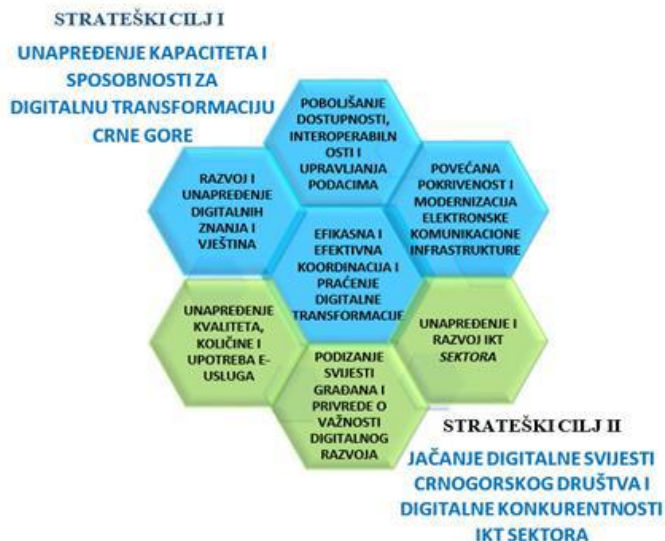 STRATEŠKI CILJ I
UNAPREĐENJE KAPACITETA I
SPOSOBNOSTI ZA
DIGITALNU TRANSFORMACIJU
CRNE GORE
POBOLJŠANJE
DOSTUPNOSTI,
INTEROPERABILN
OSTI I
UPRAVLJANJA
PODACIMA
RAZVOJ I
UNAPREĐENJE
DIGITALNIH
ZNANJA I
VJEŠTINA
POVEĆANA
POKRIVENOST I
MODERNIZACIJA
ELEKTRONSKE
KOMUNIKACIONE
INFRASTRUKTURE
EFIKASNA I
EFEKTIVNA
KOORDINACIJA I
PRAĆENJE
DIGITALNE
TRANSFORMACIJE
UNAPREĐENJE
KVALITETA,
KOLIČINE I
UPOTREBA E-
USLUGA
UNAPREĐENJE I
RAZVOJ IKT
SEKTORA
PODIZANJE
SVIJESTI
GRAĐANA I
PRIVREDE O
VAŽNOSTI
DIGITALNOG
RAZVOJA
STRATEŠKI CILJ II
JAČANJE DIGITALNE SVIJESTI
CRNOGORSKOG DRUŠTVA I
DIGITALNE KONKURENTNOSTI
IKT SEKTORA